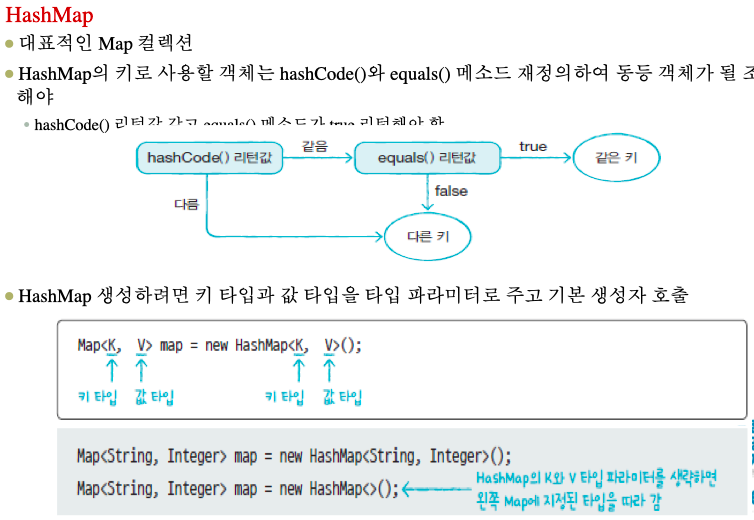 HashMap
대표적인 Map 컬렉션
HashMap의 키로 사용할 객체는 hashCode()와 equals() 메소드 재정의하여 동등 객체가 될 조
해야
hashCode() 리턴값 같고 equals() 메소드가 true 리턴해야 함
hashCode() 리턴값
같음
equals() 리턴값
true
같은 키
다름
false
다른 키
HashMap 생성하려면 키 타입과 값 타입을 타입 파라미터로 주고 기본 생성자 호출
Map<K, V> map = new HashMap<K, V>();
키 타입 값 타입 키 타입 값 타입
Map<String, Integer> map = new HashMap<String, Integer>();
Map<String, Integer> map = new HashMap<>();
HashMap의 K와 V 타입 파라미터를 생략하면
왼쪽 Map에 지정된 타입을 따라 감